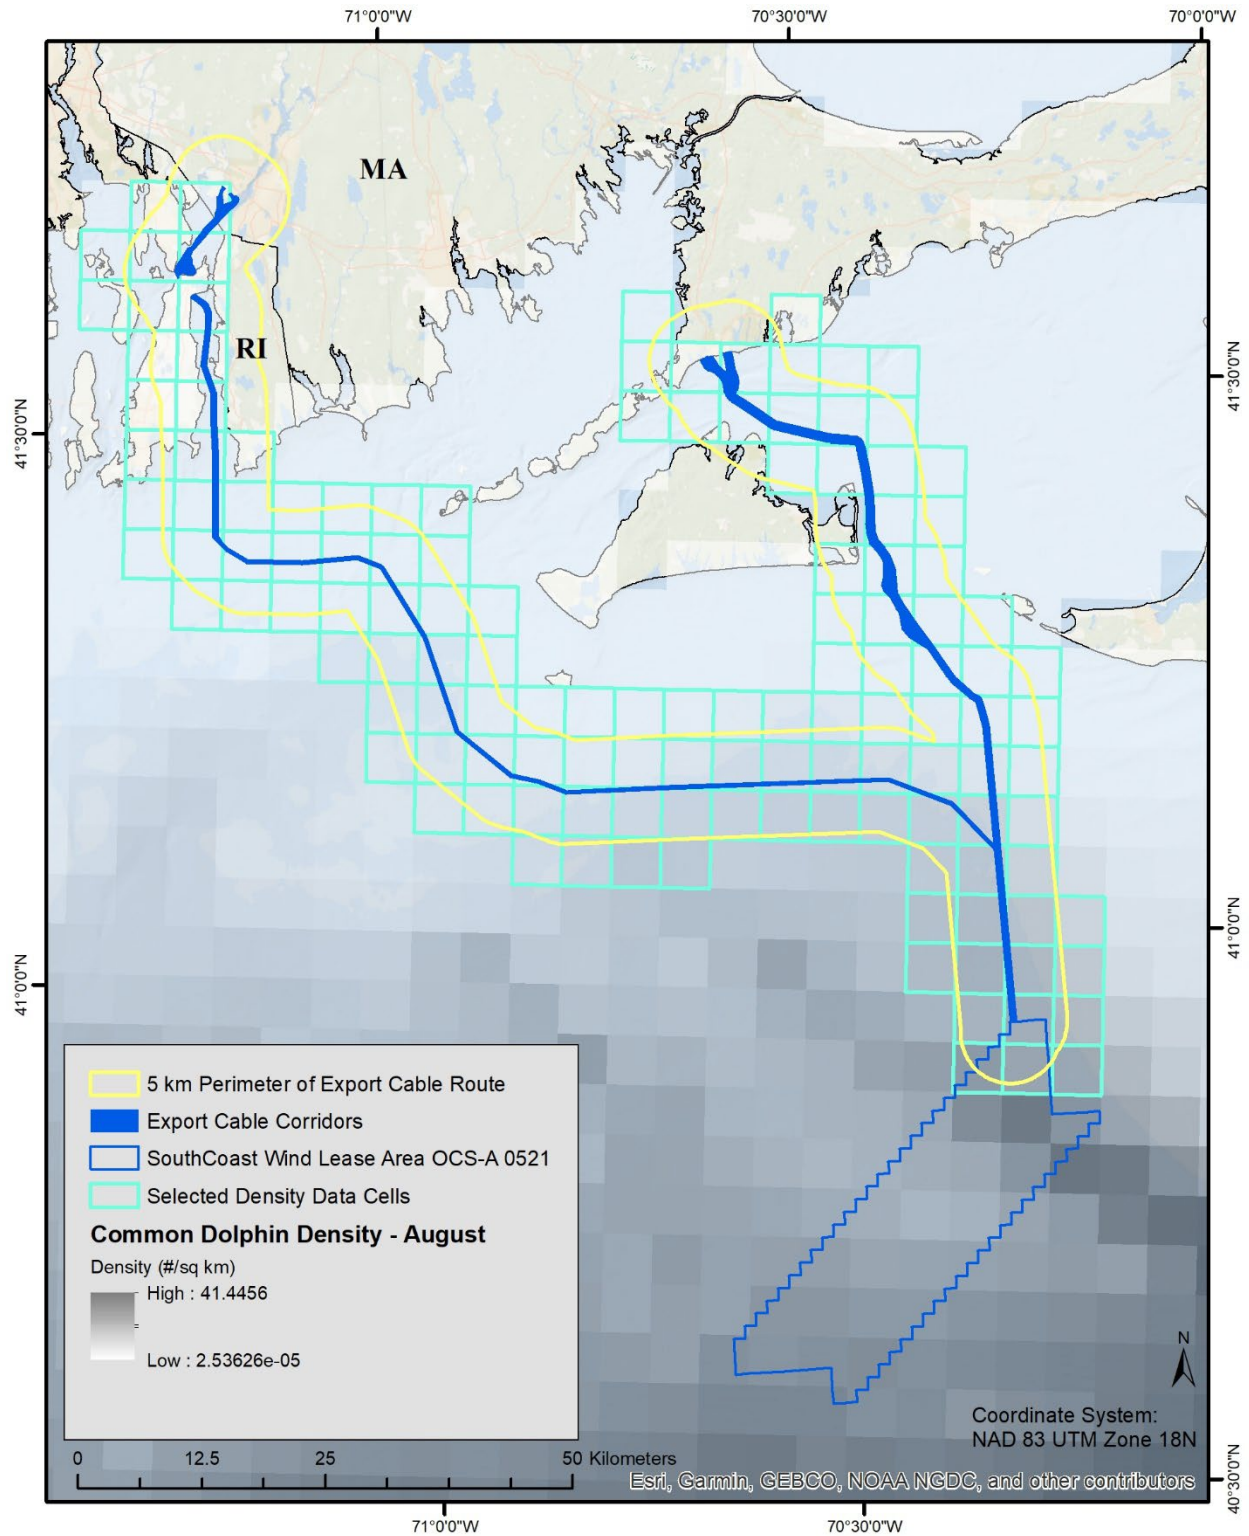 71°0'0"W
70°30'0"W
70°0'0"W
MA
RI
41°30'0"N
41°30'0"N
41°0'0"N
41°0'0"N
5 km Perimeter of Export Cable Route
Export Cable Corridors
SouthCoast Wind Lease Area OCS-A 0521
Selected Density Data Cells
Common Dolphin Density - August
Density (#/sq km)
High : 41.4456
Low : 2.53626e-05
N
Coordinate System:
NAD 83 UTM Zone 18N
0 12.5 25 50 Kilometers
Esri, Garmin, GEBCO, NOAA NGDC, and other contributors
40°30'0"N
71°0'0"W
70°30'0"W